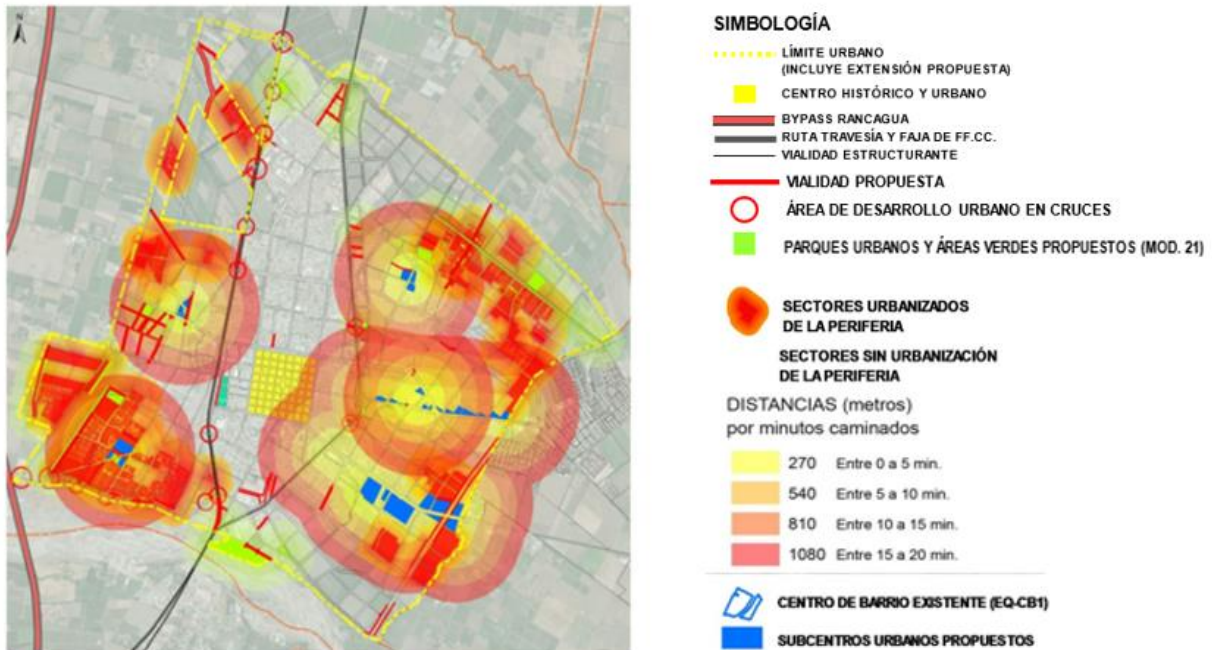 N
SIMBOLOGÍA
LÍMITE URBANO
(INCLUYE EXTENSIÓN PROPUESTA)
CENTRO HISTÓRICO Y URBANO
BYPASS RANCAGUA
RUTA TRAVESÍA Y FAJA DE FF.CC.
VIALIDAD ESTRUCTURANTE
VIALIDAD PROPUESTA
ÁREA DE DESARROLLO URBANO EN CRUCES
PARQUES URBANOS Y ÁREAS VERDES PROPUESTOS (MOD. 21)
SECTORES URBANIZADOS
DE LA PERIFERIA
SECTORES SIN URBANIZACIÓN
DE LA PERIFERIA
DISTANCIAS (metros)
por minutos caminados
270 Entre 0 a 5 min.
540 Entre 5 a 10 min.
810 Entre 10 a 15 min.
1080 Entre 15 a 20 min.
CENTRO DE BARRIO EXISTENTE (EQ-CB1)
SUBCENTROS URBANOS PROPUESTOS